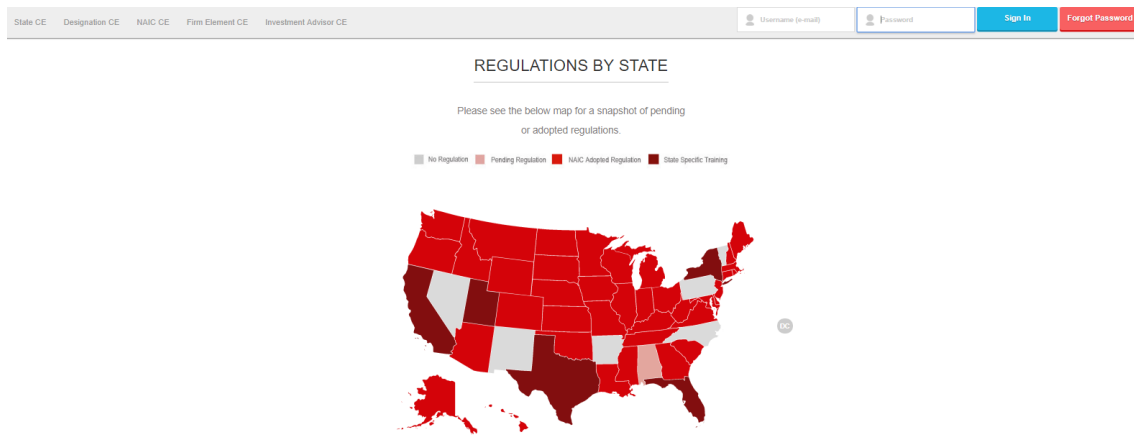 State CE Designation CE NAIC CE Firm Element CE Investment Advisor CE Username (e-mail) Password Sign In Forgot Password
REGULATIONS BY STATE
Please see the below map for a snapshot of pending
or adopted regulations.
No Regulation Pending Regulation NAIC Adopted Regulation State Specific Training
DC